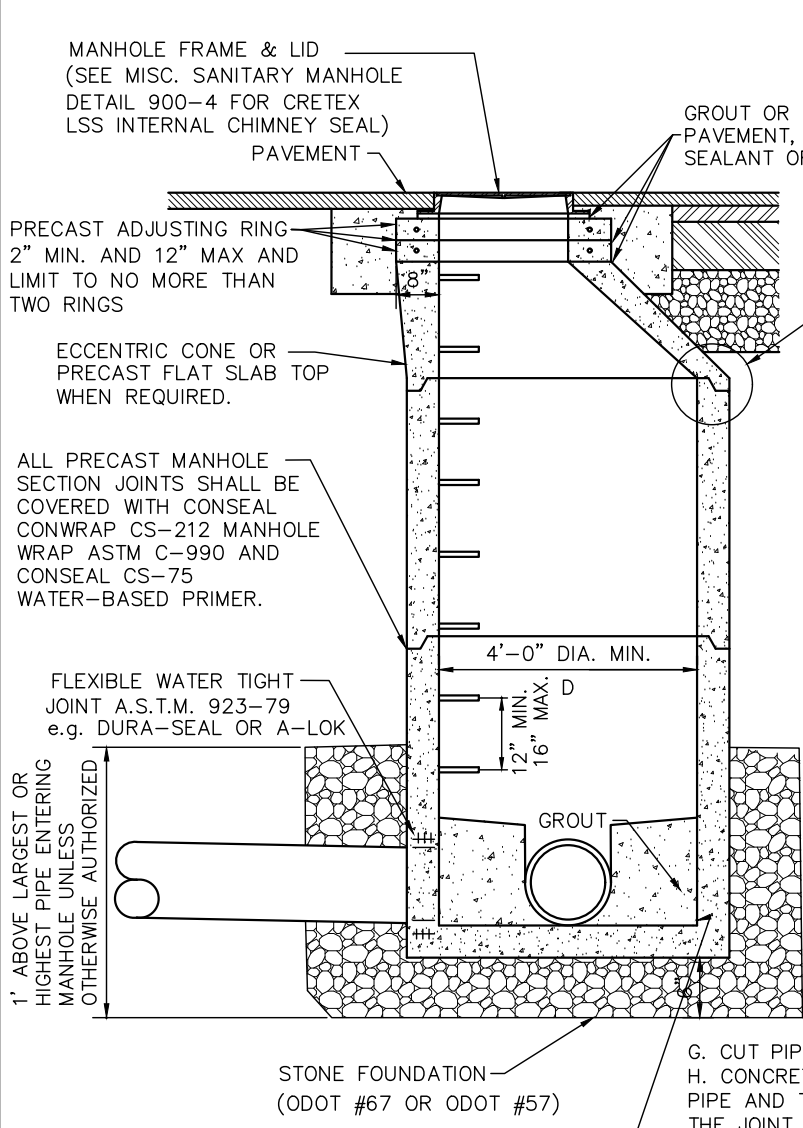 MANHOLE FRAME & LID
(SEE MISC. SANITARY MANHOLE
DETAIL 900-4 FOR CRETEX
LSS INTERNAL CHIMNEY SEAL)
PAVEMENT
GROUT OR
PAVEMENT,
SEALANT
PRECAST ADJUSTING RING
2" MIN. AND 12" MAX AND
LIMIT TO NO MORE THAN
TWO RINGS
8"
ECCENTRIC CONE OR
PRECAST FLAT SLAB TOP
WHEN REQUIRED.
ALL PRECAST MANHOLE
SECTION JOINTS SHALL BE
COVERED WITH CONSEAL
CONWRAP CS-212 MANHOLE
WRAP ASTM C-990 AND
CONSEAL CS-75
WATER-BASED PRIMER.
4'-0" DIA. MIN.
D
12" MIN.
16" MAX.
FLEXIBLE WATER TIGHT
JOINT A.S.T.M. 923-79
e.g. DURA-SEAL OR A-LOK
GROUT
1' ABOVE LARGEST OR
HIGHEST PIPE ENTERING
MANHOLE UNLESS
OTHERWISE AUTHORIZED
6"
STONE FOUNDATION
(ODOT #67 OR ODOT #57)
G. CUT
H.
PIPE AND
THE JOINT